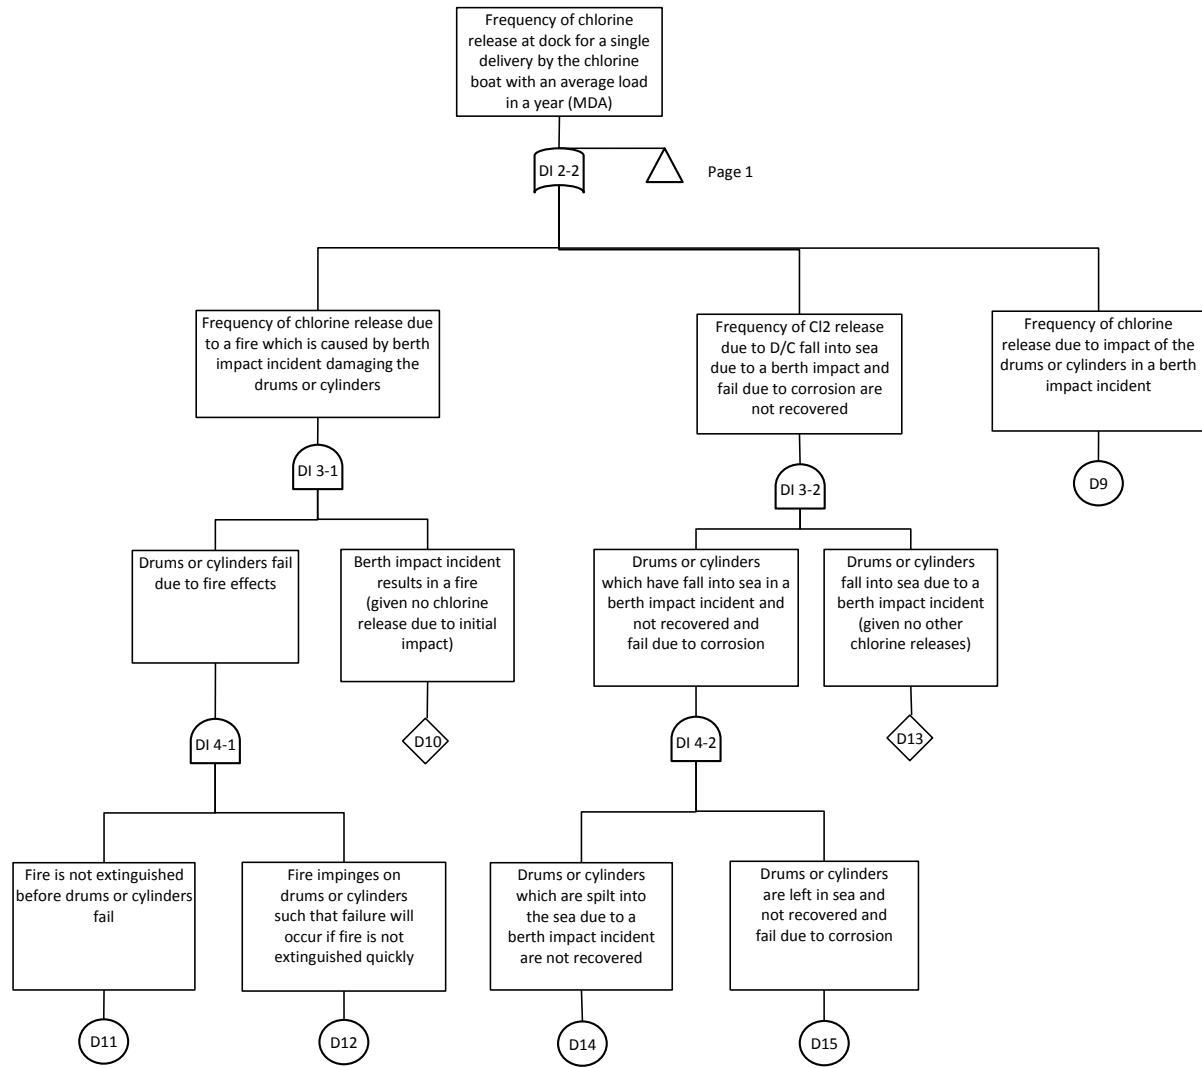 Frequency of chlorine
release at dock for a single
delivery by the chlorine
boat with an average load
in a year (MDA)
DI 2-2
Page 1
Frequency of chlorine release due
to a fire which is caused by berth
impact incident damaging the
drums or cylinders
Frequency of Cl2 release
due to D/C fall into sea
due to a berth impact and
fail due to corrosion are
not recovered
Frequency of chlorine
release due to impact of the
drums or cylinders in a berth
impact incident
DI 3-1
DI 3-2
D9
Drums or cylinders fail
due to fire effects
Berth impact incident
results in a fire
(given no chlorine
release due to initial
impact)
Drums or cylinders
which have fall into sea in a
berth impact incident and
not recovered and
fail due to corrosion
Drums or cylinders
fall into sea due to a
berth impact incident
(given no other
chlorine releases)
DI 4-1
D10
DI 4-2
D13
Fire is not extinguished
before drums or cylinders
fail
Fire impinges on
drums or cylinders
such that failure will
occur if fire is not
extinguished quickly
Drums or cylinders
which are spilt into
the sea due to a
berth impact incident
are not recovered
Drums or cylinders
are left in sea and
not recovered and
fail due to corrosion
D11
D12
D14
D15